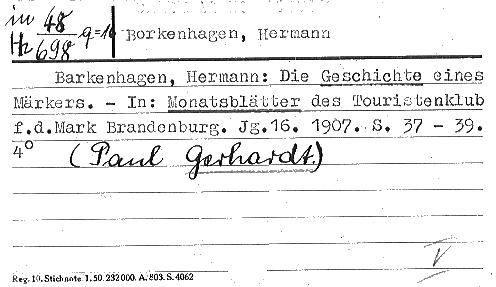 in 48 Borkenhagen, Hermann
Hz 698 q=16
Barkenhagen, Hermann: Die Geschichte eines
Märkers. - In: Monatsblätter des Touristenklub
f.d.Mark Brandenburg. Jg.16. 1907. S. 37 - 39.
4° (Paul Gerhardt.)
V
Reg. 10. Stichnote. 1. 50. 232000. A. 803. S. 4062